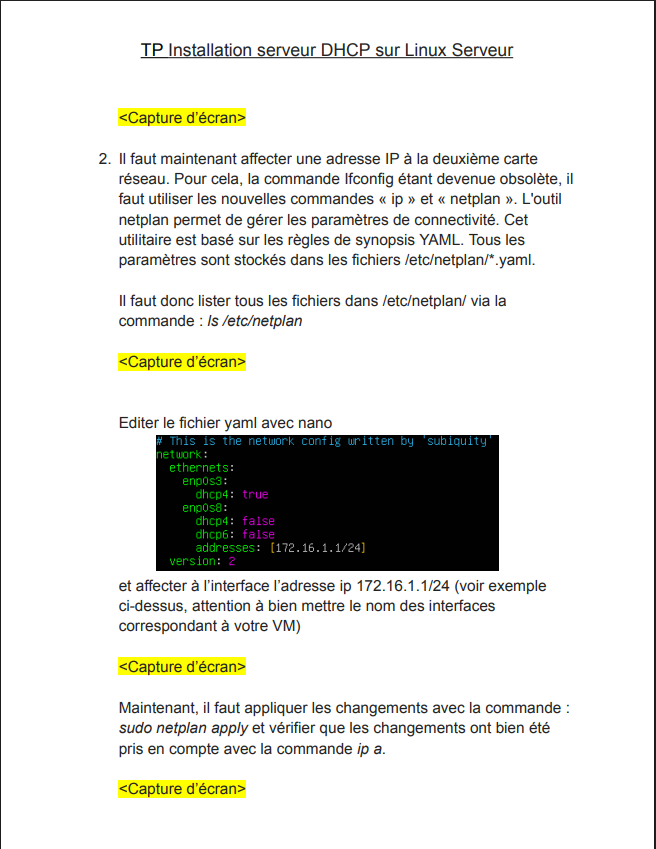 TP Installation serveur DHCP sur Linux Serveur
<Capture d’écran>
2. Il faut maintenant affecter une adresse IP à la deuxième carte
réseau. Pour cela, la commande Ifconfig étant devenue obsolète, il
faut utiliser les nouvelles commandes « ip » et « netplan ». L'outil
netplan permet de gérer les paramètres de connectivité. Cet
utilitaire est basé sur les règles de synopsis YAML. Tous les
paramètres sont stockés dans les fichiers /etc/netplan/*.yaml.
Il faut donc lister tous les fichiers dans /etc/netplan/ via la
commande : ls /etc/netplan
<Capture d’écran>
Editer le fichier yaml avec nano
# This is the network config written by 'subiquity'
network:
  ethernets:
    enp0s3:
      dhcp4: true
    enp0s8:
      dhcp4: false
      dhcp6: false
      addresses: [172.16.1.1/24]
  version: 2
et affecter à l’interface l’adresse ip 172.16.1.1/24 (voir exemple
ci-dessus, attention à bien mettre le nom des interfaces
correspondant à votre VM)
<Capture d’écran>
Maintenant, il faut appliquer les changements avec la commande :
sudo netplan apply et vérifier que les changements ont bien été
pris en compte avec la commande ip a.
<Capture d’écran>